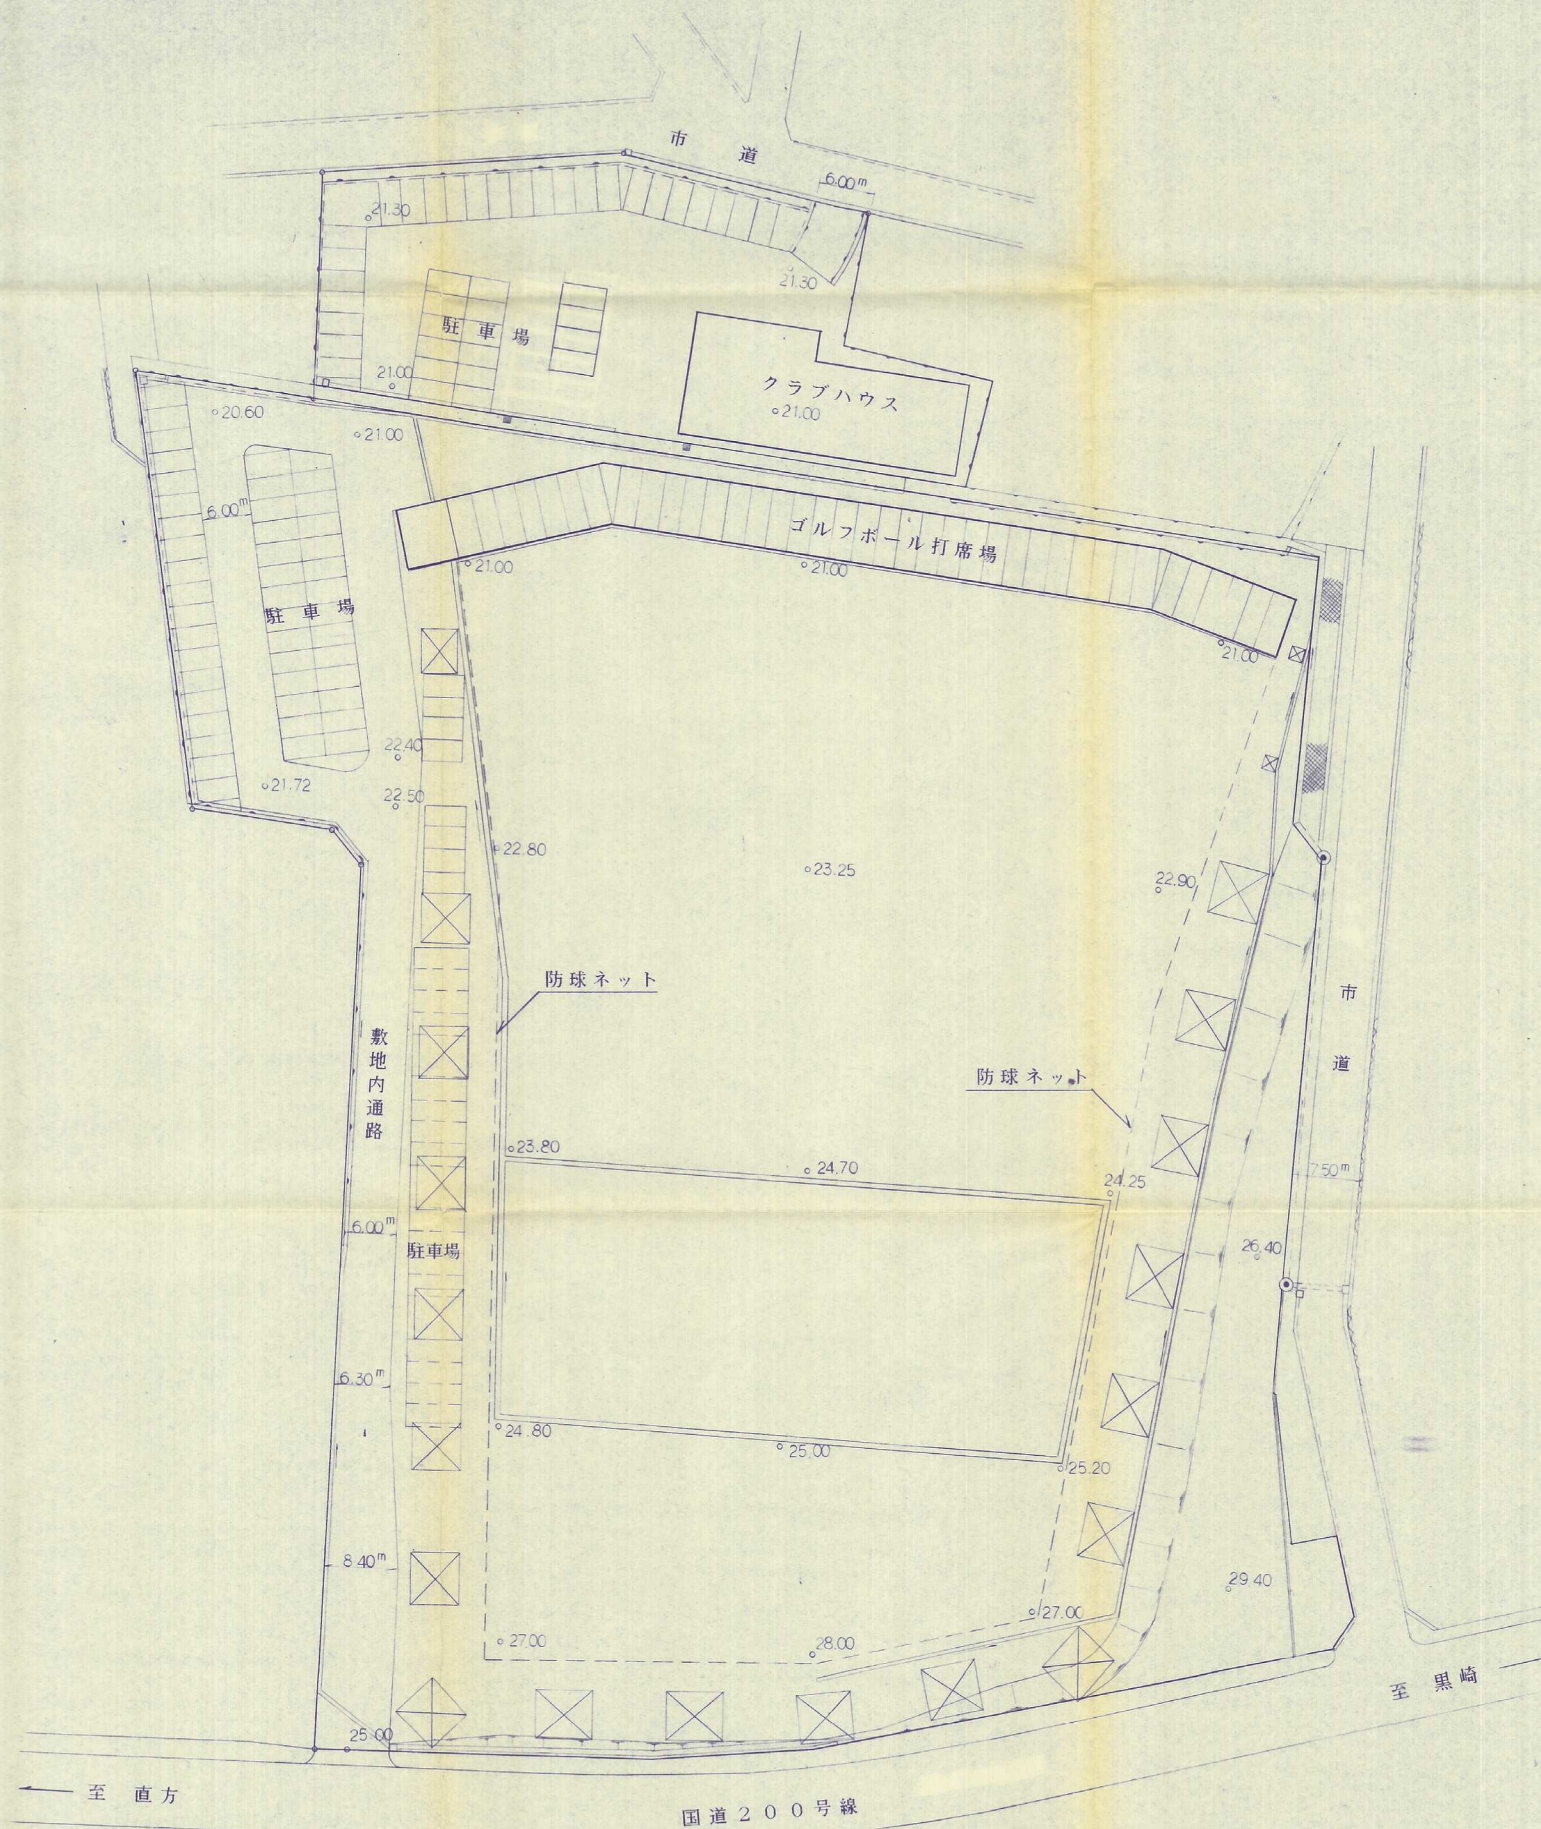 市道
6.00m
21.30
21.30
駐車場
21.00
クラブハウス
21.00
20.60
21.00
6.00m
ゴルフボール打席場
21.00
21.00
駐車場
21.00
22.40
21.72
22.50
22.80
23.25
22.90
防球ネット
市道
敷地内通路
防球ネット
23.80
24.70
24.25
7.50m
6.00m
駐車場
26.40
6.30m
24.80
25.00
25.20
8.40m
29.40
27.00
27.00
28.00
至 黒崎
25.00
至 直方
国道200号線